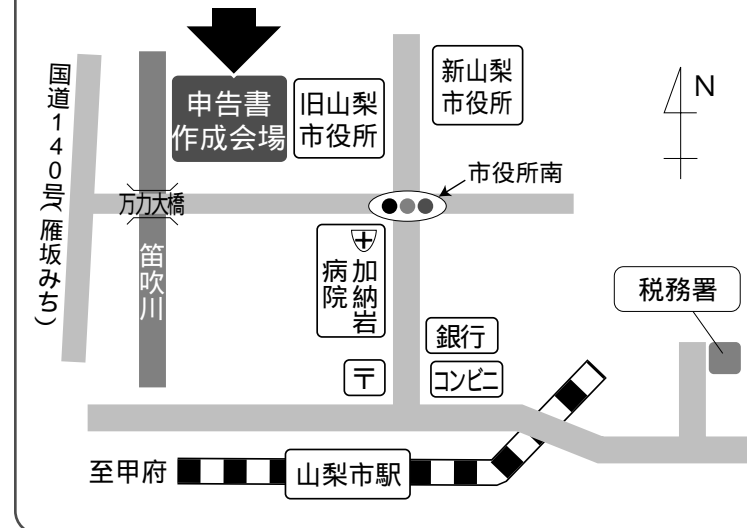 新山梨
市役所
申告書
作成会場
旧山梨
市役所
N
国道140号(雁坂みち)
市役所南
万力大橋
笛吹川
加納岩
病院
税務署
銀行
〒
コンビニ
至甲府
山梨市駅